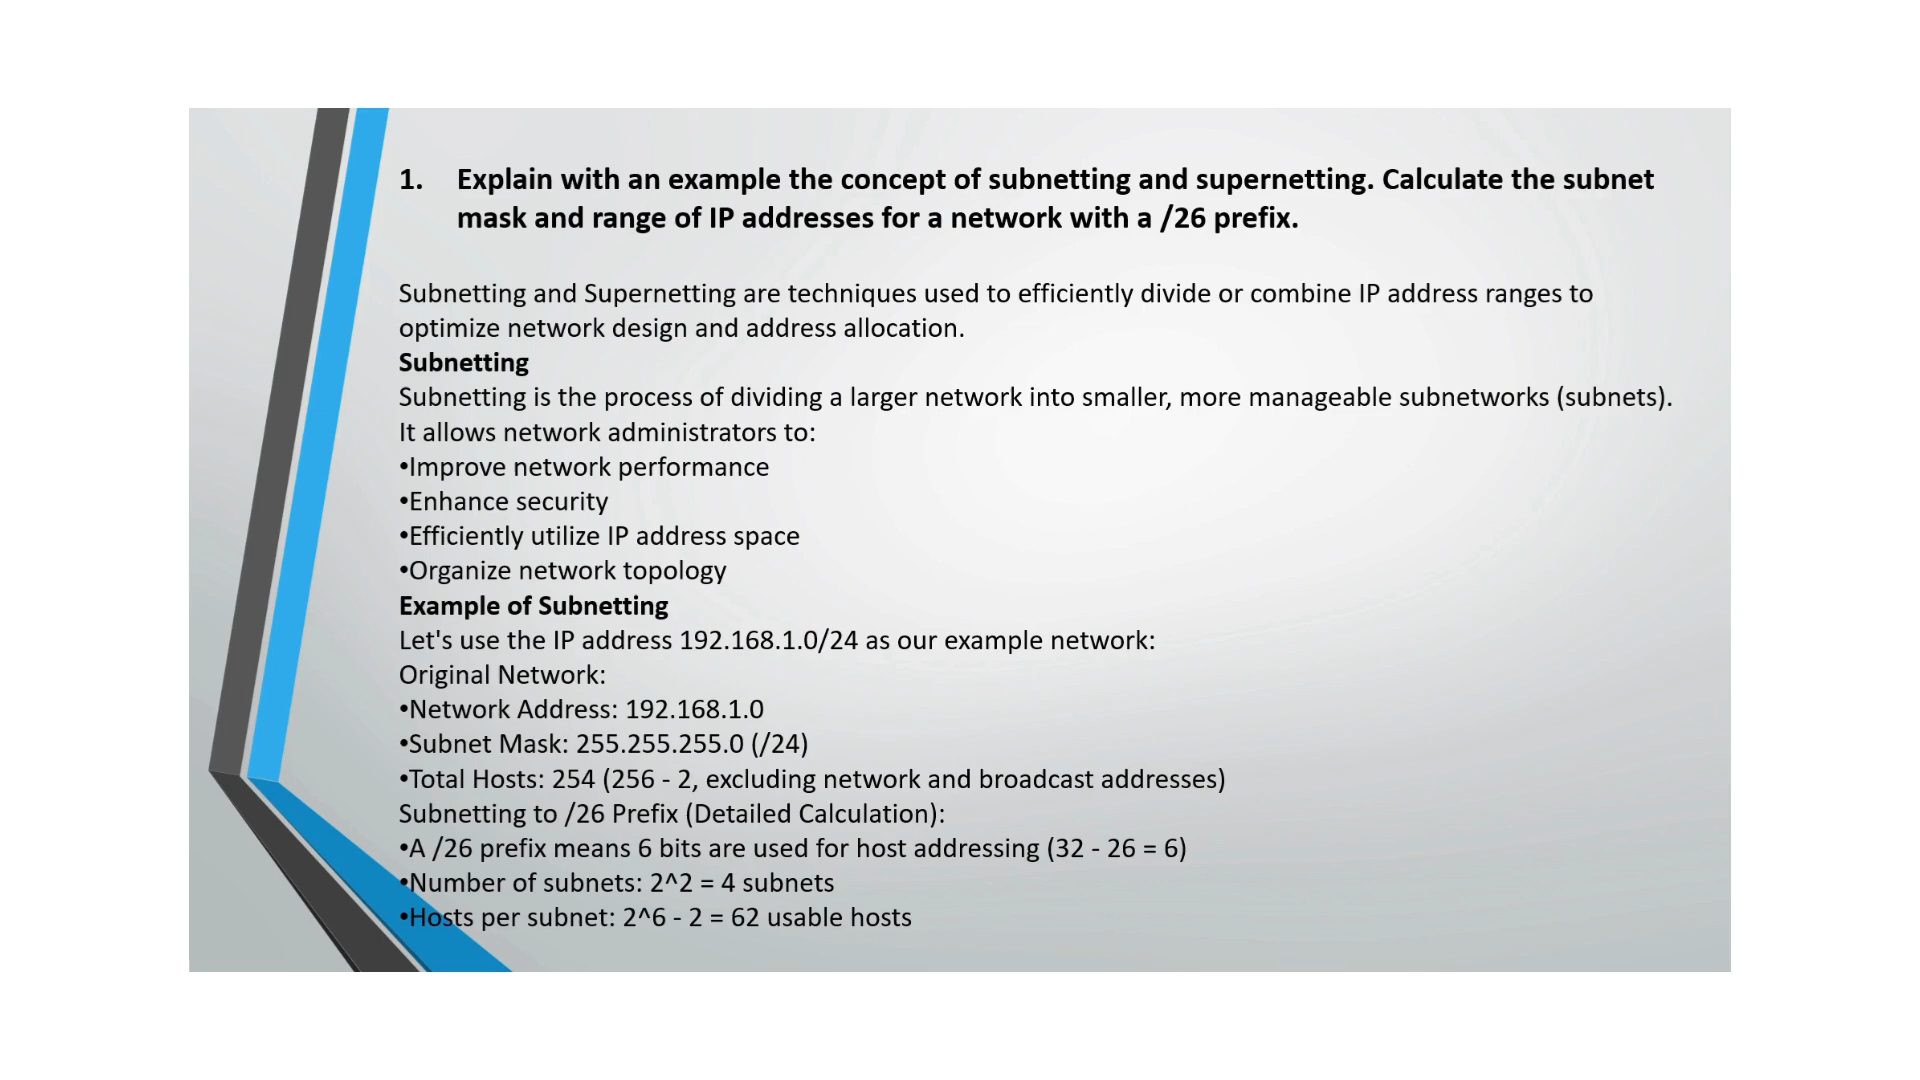 1. Explain with an example the concept of subnetting and supernetting. Calculate the subnet
mask and range of IP addresses for a network with a /26 prefix.
Subnetting and Supernetting are techniques used to efficiently divide or combine IP address ranges to
optimize network design and address allocation.
Subnetting
Subnetting is the process of dividing a larger network into smaller, more manageable subnetworks (subnets).
It allows network administrators to:
•Improve network performance
•Enhance security
•Efficiently utilize IP address space
•Organize network topology
Example of Subnetting
Let's use the IP address 192.168.1.0/24 as our example network:
Original Network:
•Network Address: 192.168.1.0
•Subnet Mask: 255.255.255.0 (/24)
•Total Hosts: 254 (256 - 2, excluding network and broadcast addresses)
Subnetting to /26 Prefix (Detailed Calculation):
•A /26 prefix means 6 bits are used for host addressing (32 - 26 = 6)
•Number of subnets: 2^2 = 4 subnets
•Hosts per subnet: 2^6 - 2 = 62 usable hosts